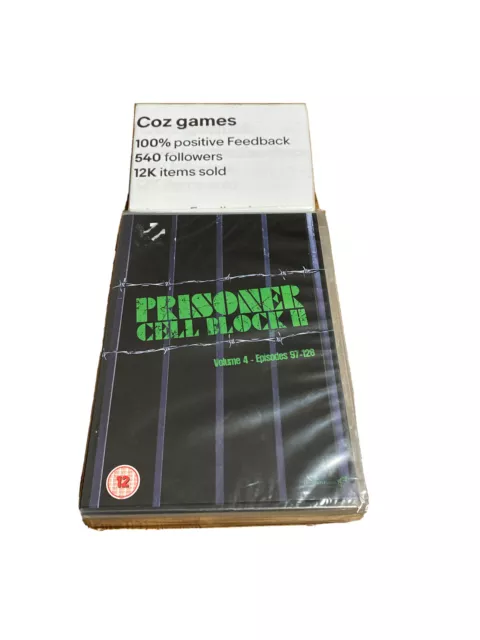 Coz games
100% positive Feedback
540 followers
12K items sold
PRISONER
CELL BLOCK H
Volume 4 - Episodes 97-128
12